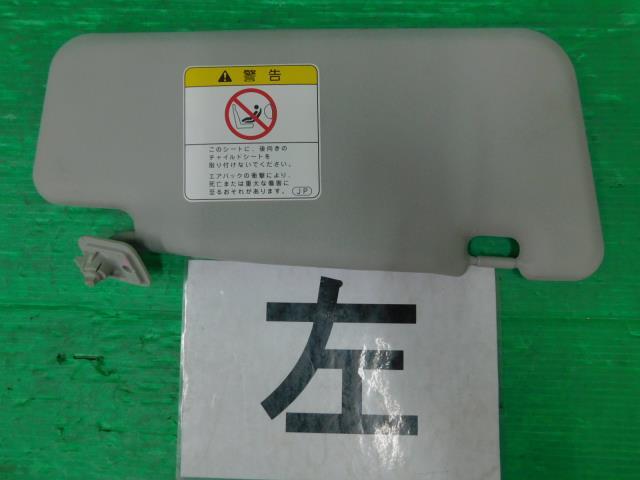 警告
このシートに、後向きの
チャイルドシートを
取り付けないでください。
エアバッグの衝撃により、
死亡または重大な傷害に
至るおそれがあります。 JP
左